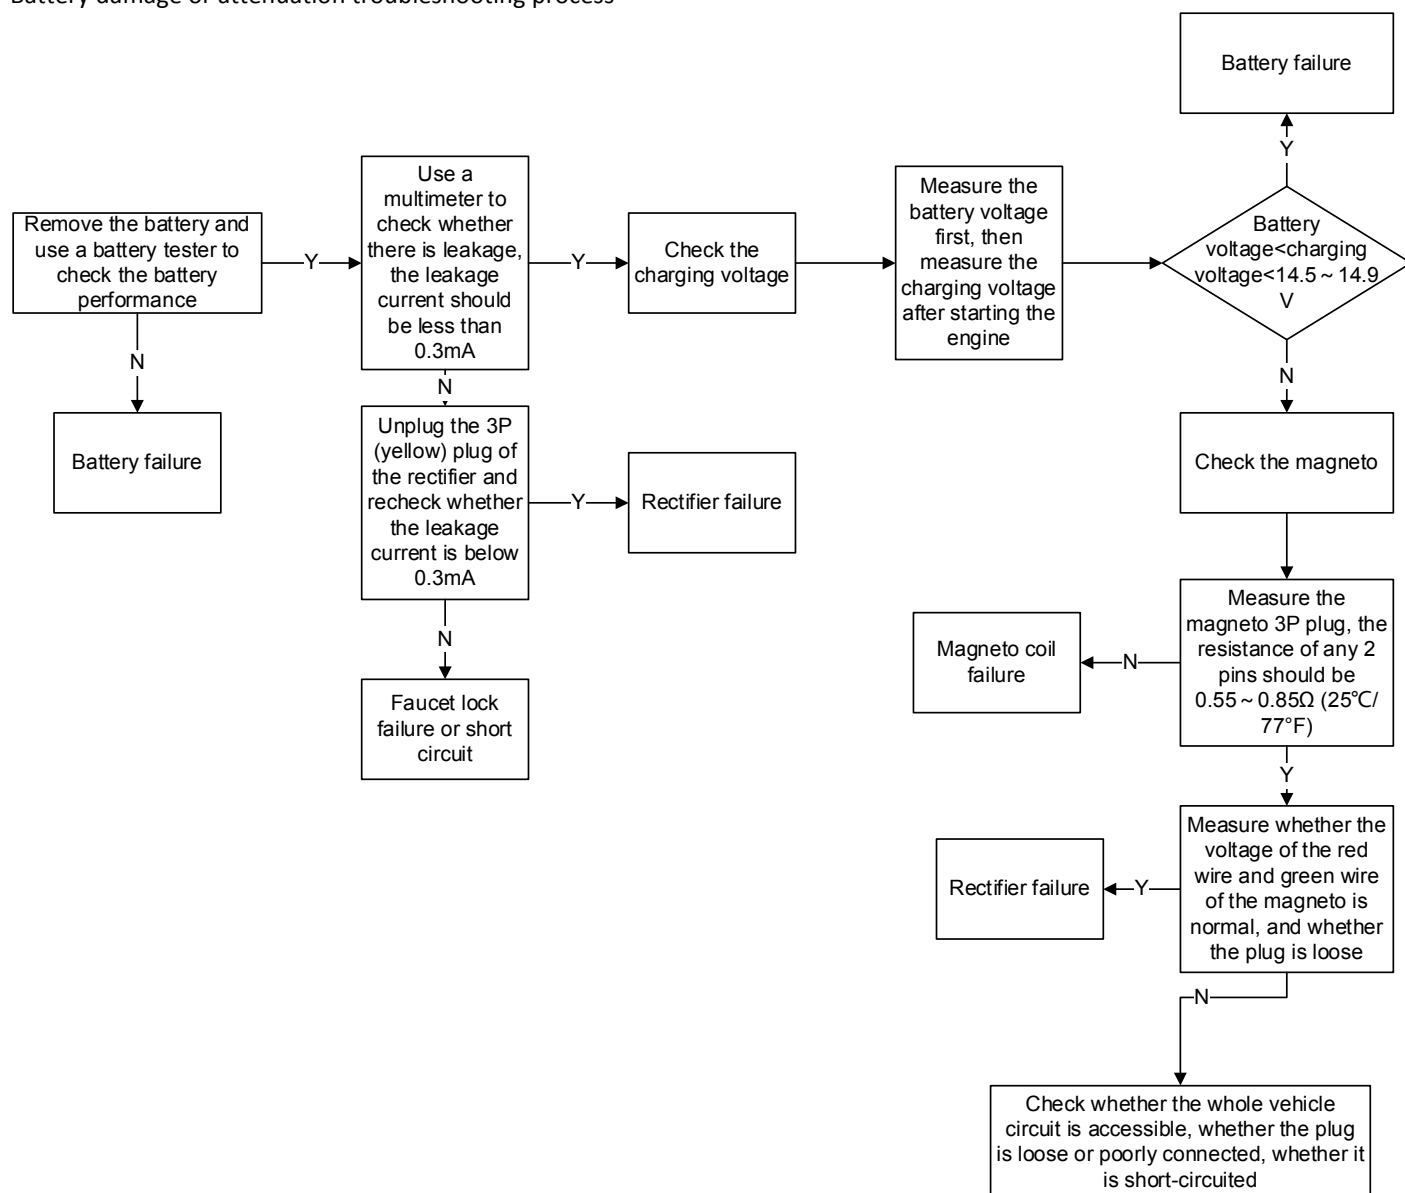 Battery damage or attenuation troubleshooting process
Battery failure
Remove the battery and
use a battery tester to
check the battery
performance
Y
N
Battery failure
Use a
multimeter to
check whether
there is leakage,
the leakage
current should
be less than
0.3mA
Y
N
Unplug the 3P
(yellow) plug of
the rectifier and
recheck whether
the leakage
current is below
0.3mA
Y
Rectifier failure
N
Faucet lock
failure or short
circuit
Check the
charging voltage
Measure the
battery voltage
first, then
measure the
charging voltage
after starting the
engine
Battery
voltage<charging
voltage<14.5～14.9
V
Y
N
Check the magneto
Measure the
magneto 3P plug, the
resistance of any 2
pins should be
0.55～0.85Ω (25℃/
77°F)
N
Magneto coil
failure
Y
Measure whether the
voltage of the red
wire and green wire
of the magneto is
normal, and whether
the plug is loose
Y
Rectifier failure
N
Check whether the whole vehicle
circuit is accessible, whether the plug
is loose or poorly connected, whether it
is short-circuited